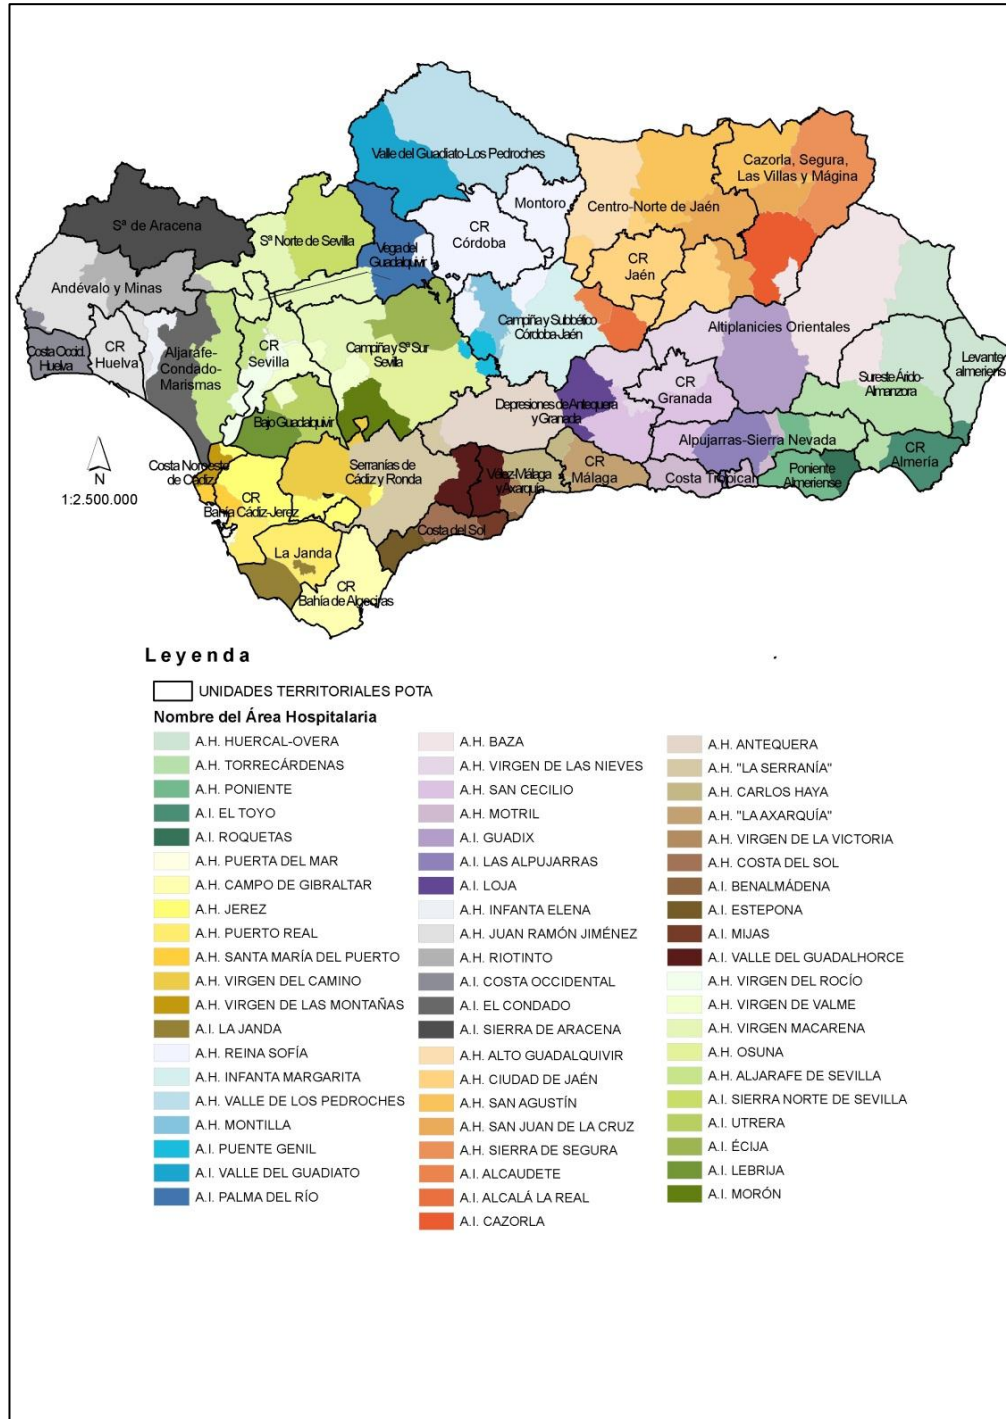 Valle del Guadiato-Los Pedroches
Cazorla, Segura,
Las Villas y Mágina
Montoro
Centro-Norte de Jaén
Sª de Aracena
Sª Norte de Sevilla
CR
Córdoba
Vega del
Guadalquivir
CR
Jaén
Andévalo y Minas
Campiña y Subbético
Córdoba-Jaén
Altiplanicies Orientales
Costa Occid.
Huelva
CR
Huelva
Aljarafe-
Condado-
Marismas
CR
Sevilla
Campiña y Sª Sur
Sevilla
CR
Granada
Sureste Árido-
Almanzora
Levante
almeriense
Depresiones de Antequera
y Granada
Bajo Guadalquivir
Alpujarras-Sierra Nevada
CR
Almería
Costa Noroeste
de Cádiz
Serranías de
Cádiz y Ronda
Vélez-Málaga
y Axarquía
CR
Málaga
Costa Tropical
Poniente
Almeriense
CR
Bahía Cádiz-Jerez
Costa del Sol
La Janda
CR
Bahía de Algeciras
N
1:2.500.000
Leyenda
UNIDADES TERRITORIALES POTA
Nombre del Área Hospitalaria
A.H. HUERCAL-OVERA
A.H. TORRECÁRDENAS
A.H. PONIENTE
A.I. EL TOYO
A.I. ROQUETAS
A.H. PUERTA DEL MAR
A.H. CAMPO DE GIBRALTAR
A.H. JEREZ
A.H. PUERTO REAL
A.H. SANTA MARÍA DEL PUERTO
A.H. VIRGEN DEL CAMINO
A.H. VIRGEN DE LAS MONTAÑAS
A.I. LA JANDA
A.H. REINA SOFÍA
A.H. INFANTA MARGARITA
A.H. VALLE DE LOS PEDROCHES
A.H. MONTILLA
A.I. PUENTE GENIL
A.I. VALLE DEL GUADIATO
A.I. PALMA DEL RÍO
A.H. BAZA
A.H. VIRGEN DE LAS NIEVES
A.H. SAN CECILIO
A.H. MOTRIL
A.I. GUADIX
A.I. LAS ALPUJARRAS
A.I. LOJA
A.H. INFANTA ELENA
A.H. JUAN RAMÓN JIMÉNEZ
A.H. RIOTINTO
A.I. COSTA OCCIDENTAL
A.I. EL CONDADO
A.I. SIERRA DE ARACENA
A.H. ALTO GUADALQUIVIR
A.H. CIUDAD DE JAÉN
A.H. SAN AGUSTÍN
A.H. SAN JUAN DE LA CRUZ
A.H. SIERRA DE SEGURA
A.I. ALCAUDETE
A.I. ALCALÁ LA REAL
A.I. CAZORLA
A.H. ANTEQUERA
A.H. "LA SERRANÍA"
A.H. CARLOS HAYA
A.H. "LA AXARQUÍA"
A.H. VIRGEN DE LA VICTORIA
A.H. COSTA DEL SOL
A.I. BENALMÁDENA
A.I. ESTEPONA
A.I. MIJAS
A.I. VALLE DEL GUADALHORCE
A.H. VIRGEN DEL ROCÍO
A.H. VIRGEN DE VALME
A.H. VIRGEN MACARENA
A.H. OSUNA
A.H. ALJARAFE DE SEVILLA
A.I. SIERRA NORTE DE SEVILLA
A.I. UTRERA
A.I. ÉCIJA
A.I. LEBRIJA
A.I. MORÓN